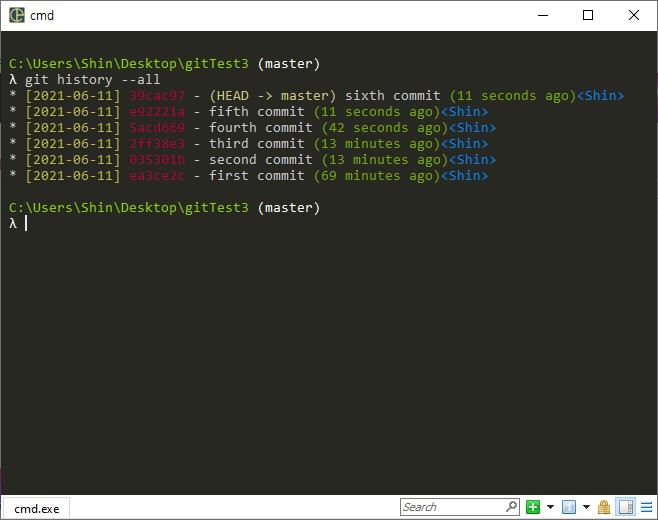 cmd
C:\Users\Shin\Desktop\gitTest3 (master)
λ git history --all
* [2021-06-11] 39cac97 - (HEAD -> master) sixth commit (11 seconds ago)<Shin>
* [2021-06-11] e92221a - fifth commit (11 seconds ago)<Shin>
* [2021-06-11] 5acd669 - fourth commit (42 seconds ago)<Shin>
* [2021-06-11] 2ff38e3 - third commit (13 minutes ago)<Shin>
* [2021-06-11] 035301b - second commit (13 minutes ago)<Shin>
* [2021-06-11] ea3ce2c - first commit (69 minutes ago)<Shin>
C:\Users\Shin\Desktop\gitTest3 (master)
λ
cmd.exe
Search